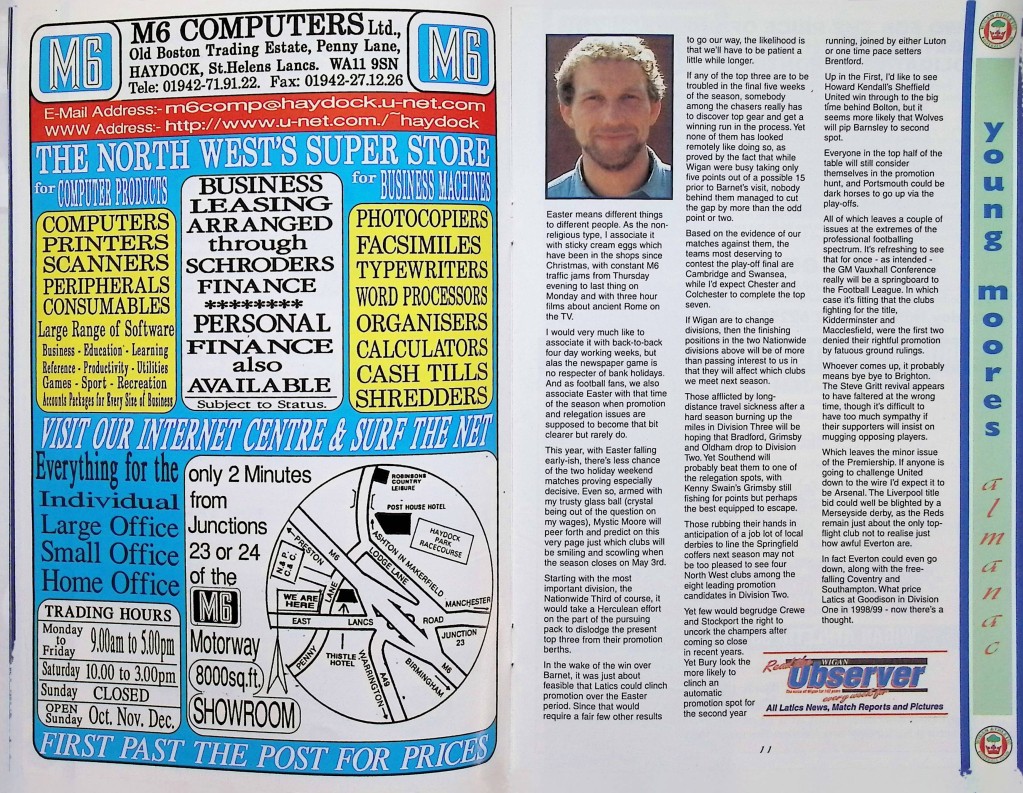 M6
M6 COMPUTERS Ltd.,
Old Boston Trading Estate, Penny Lane,
HAYDOCK, St.Helens Lancs. WA11 9SN
Tele: 01942-71.91.22. Fax: 01942-27.12.26
M6
E-Mail Address:- m6comp@haydock.u-net.com
WWW Address:- http://www.u-net.com./~haydock
THE NORTH WEST'S SUPER STORE
for COMPUTER PRODUCTS
for BUSINESS MACHINES
COMPUTERS
PRINTERS
SCANNERS
PERIPHERALS
CONSUMABLES
Large Range of Software
Business - Education - Learning
Reference - Productivity - Utilities
Games - Sport - Recreation
Accounts Packages for Every Size of Business
BUSINESS
LEASING
ARRANGED
through
SCHRODERS
FINANCE
********
PERSONAL
FINANCE
also
AVAILABLE
Subject to Status.
PHOTOCOPIERS
FACSIMILES
TYPEWRITERS
WORD PROCESSORS
ORGANISERS
CALCULATORS
CASH TILLS
SHREDDERS
VISIT OUR INTERNET CENTRE & SURF THE NET
Everything for the
Individual
Large Office
Small Office
Home Office
TRADING HOURS
Monday
to
Friday
9.00am to 5.00pm
Saturday 10.00 to 3.00pm
Sunday CLOSED
OPEN
Sunday
Oct. Nov. Dec.
only 2 Minutes
from
Junctions
23 or 24
of the
M6
Motorway
8000sq.ft.
SHOWROOM
ROBINSONS
COUNTRY
LEISURE
POST HOUSE HOTEL
HAYDOCK
PARK
RACECOURSE
ASHTON IN MAKERFIELD
LODGE LANE
PRESTON
M6
WE ARE
HERE
LANE
MANCHESTER
EAST
LANCS
ROAD
JUNCTION
23
PENNY
THISTLE
HOTEL
WARRINGTON
A49
BIRMINGHAM
M6
FIRST PAST THE POST FOR PRICES
Easter means different things
to different people. As the non-
religious type, I associate it
with sticky cream eggs which
have been in the shops since
Christmas, with constant M6
traffic jams from Thursday
evening to last thing on
Monday and with three hour
films about ancient Rome on
the TV.
I would very much like to
associate it with back-to-back
four day working weeks, but
alas the newspaper game is
no respecter of bank holidays.
And as football fans, we also
associate Easter with that
time of the season when
promotion
and relegation issues are
supposed to become that bit
clearer but rarely do.
This year, with Easter falling
early-ish, there's less chance
of the two holiday weekend
matches proving especially
decisive. Even so, armed with
my trusty glass ball (crystal
being out of the question on
my wages), Mystic Moore will
peer forth and predict on this
very page just which clubs will
be smiling and scowling when
the season closes on May 3rd.
Starting with the most
important division, the
Nationwide Third of course, it
would take a Herculean effort
on the part of the pursuing
pack to dislodge the present
top three from their promotion
berths.
In the wake of the win over
Barnet, it was just about
feasible that Latics could clinch
promotion over the Easter
period. Since that would
require a fair few other results
to go our way, the likelihood is
that we'll have to be patient a
little while longer.
If any of the top three are to be
troubled in the final five weeks
of the season, somebody
among the chasers really has
to discover top gear and get a
winning run in the process. Yet
none of them has looked
remotely like doing so, as
proved by the fact that while
Wigan were busy taking only
five points out of a possible 15
prior to Barnet's visit, nobody
behind them managed to cut
the gap by more than the odd
point or two.
Based on the evidence of our
matches against them, the
teams most deserving to
contest the play-off final are
Cambridge and Swansea,
while I'd expect Chester and
Colchester to complete the top
seven.
If Wigan are to change
divisions, then the finishing
positions in the two Nationwide
divisions above will be of more
than passing interest to us in
that they will affect which clubs
we meet next season.
Those afflicted by long-
distance travel sickness after a
hard season burning up the
miles in Division Three will be
hoping that Bradford, Grimsby
and Oldham drop to Division
Two. Yet Southend will
probably beat them to one of
the relegation spots, with
Kenny Swain's Grimsby still
fishing for points but perhaps
the best equipped to escape.
Those rubbing their hands in
anticipation of a job lot of local
derbies to line the Springfield
coffers next season may not
be too pleased to see four
North West clubs among the
eight leading promotion
candidates in Division Two.
Yet few would begrudge Crewe
and Stockport the right to
uncork the champers after
coming so close
in recent years.
Yet Bury look the
more likely to
clinch an
automatic
promotion spot for
the second year
running, joined by either Luton
or one time pace setters
Brentford.
Up in the First, I'd like to see
Howard Kendall's Sheffield
United win through to the big
time behind Bolton, but it
seems more likely that Wolves
will pip Barnsley to second
spot.
Everyone in the top half of the
table will still consider
themselves in the promotion
hunt, and Portsmouth could be
dark horses to go up via the
play-offs.
All of which leaves a couple of
issues at the extremes of the
professional footballing
spectrum. It's refreshing to see
that for once - as intended -
the GM Vauxhall Conference
really will be a springboard to
the Football League. In which
case it's fitting that the clubs
fighting for the title,
Kidderminster and
Macclesfield, were the first two
denied their rightful promotion
by fatuous ground rulings.
Whoever comes up, it probably
means bye bye to Brighton.
The Steve Gritt revival appears
to have faltered at the wrong
time, though it's difficult to
have too much sympathy if
their supporters will insist on
mugging opposing players.
Which leaves the minor issue
of the Premiership. If anyone is
going to challenge United
down to the wire I'd expect it to
be Arsenal. The Liverpool title
bid could well be blighted by a
Merseyside derby, as the Reds
remain just about the only top-
flight club not to realise just
how awful Everton are.
In fact Everton could even go
down, along with the free-
falling Coventry and
Southampton. What price
Latics at Goodison in Division
One in 1998/99 - now there's a
thought.
WIGAN
Observer
every week for
All Latics News, Match Reports and Pictures
11
young moores
almanac